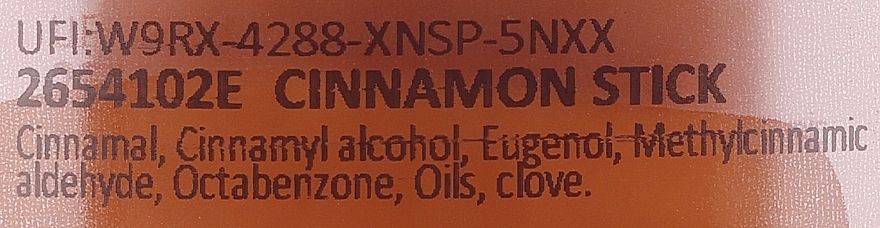 UFI:W9RX-4288-XNSP-5NXX
2654102E CINNAMON STICK
Cinnamal, Cinnamyl alcohol, Eugenol, Methylcinnamic
aldehyde, Octabenzone, Oils, clove.